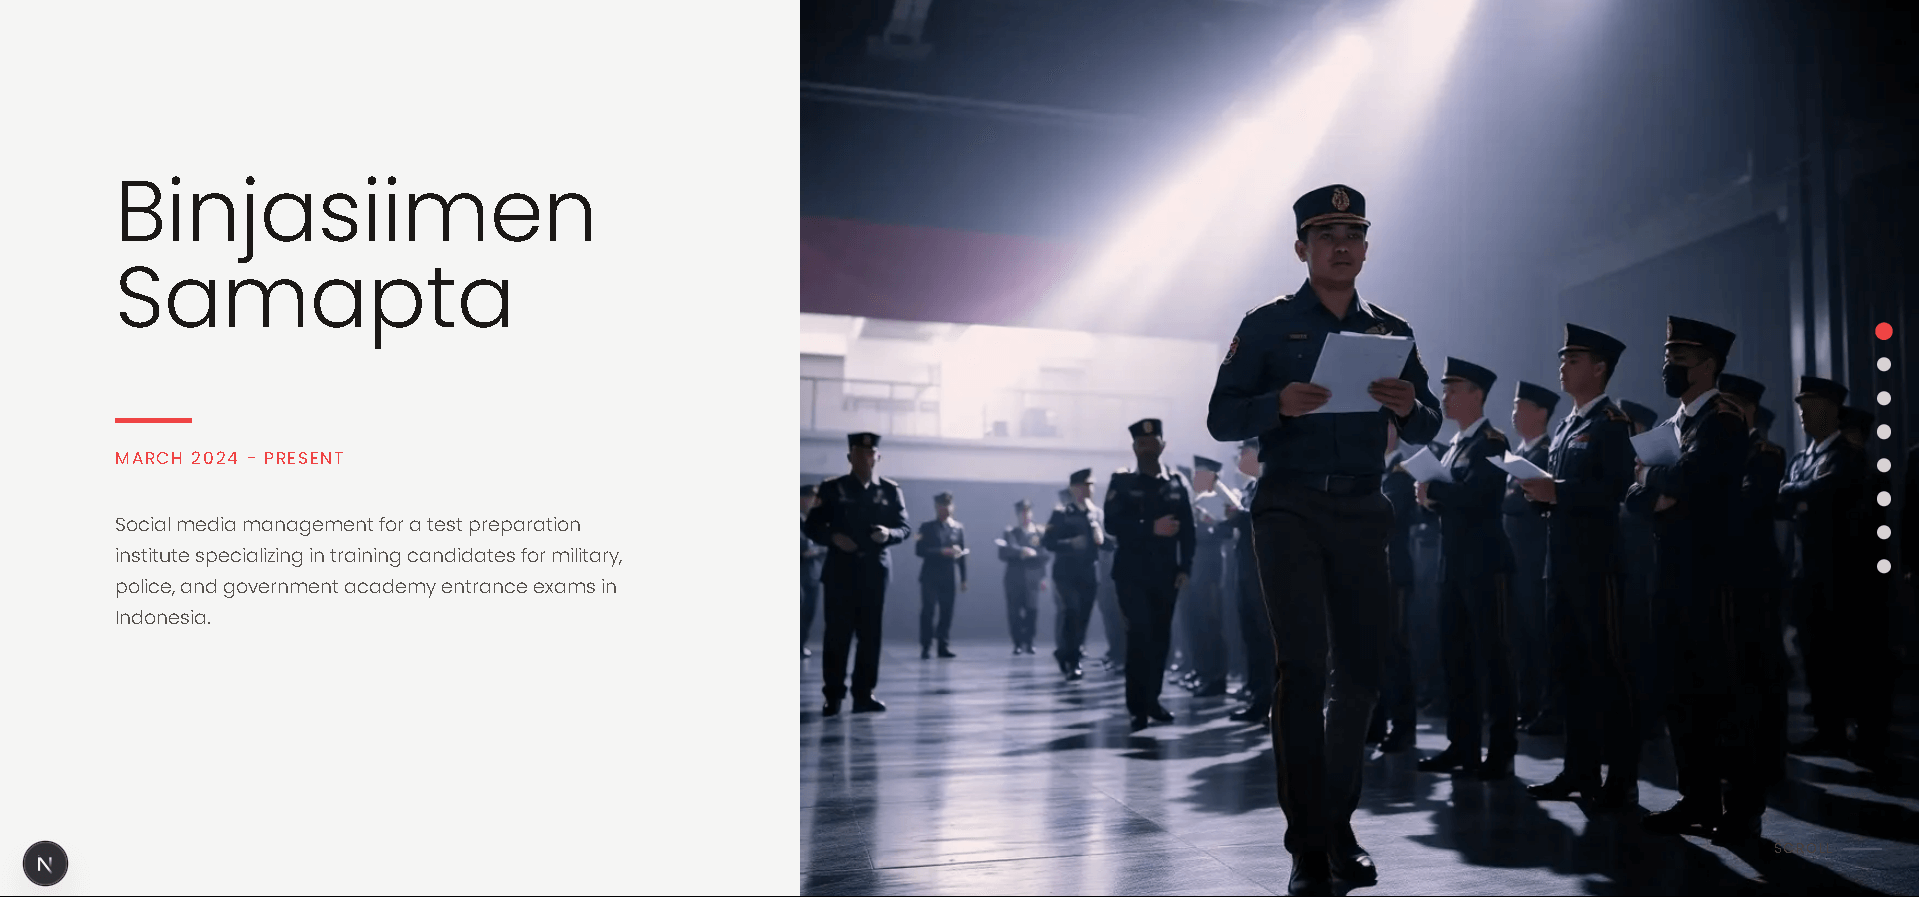 Binjasiimen
Samapta
MARCH 2024 - PRESENT
Social media management for a test preparation
institute specializing in training candidates for military,
police, and government academy entrance exams in
Indonesia.
N